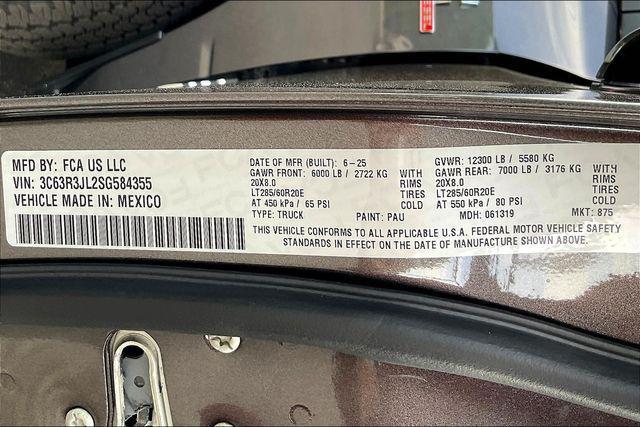 MFD BY: FCA US LLC
VIN: 3C63R3JL2SG584355
VEHICLE MADE IN: MEXICO
DATE OF MFR (BUILT): 6-25
GAWR FRONT: 6000 LB / 2722 KG WITH
20X8.0 RIMS
LT285/60R20E TIRES
AT 450 kPa / 65 PSI COLD
TYPE: TRUCK PAINT: PAU
GVWR: 12300 LB / 5580 KG
GAWR REAR: 7000 LB / 3176 KG WITH
20X8.0 RIMS
LT285/60R20E TIRES
AT 550 kPa / 80 PSI COLD
MDH: 061319 MKT: 875
THIS VEHICLE CONFORMS TO ALL APPLICABLE U.S.A. FEDERAL MOTOR VEHICLE SAFETY
STANDARDS IN EFFECT ON THE DATE OF MANUFACTURE SHOWN ABOVE.